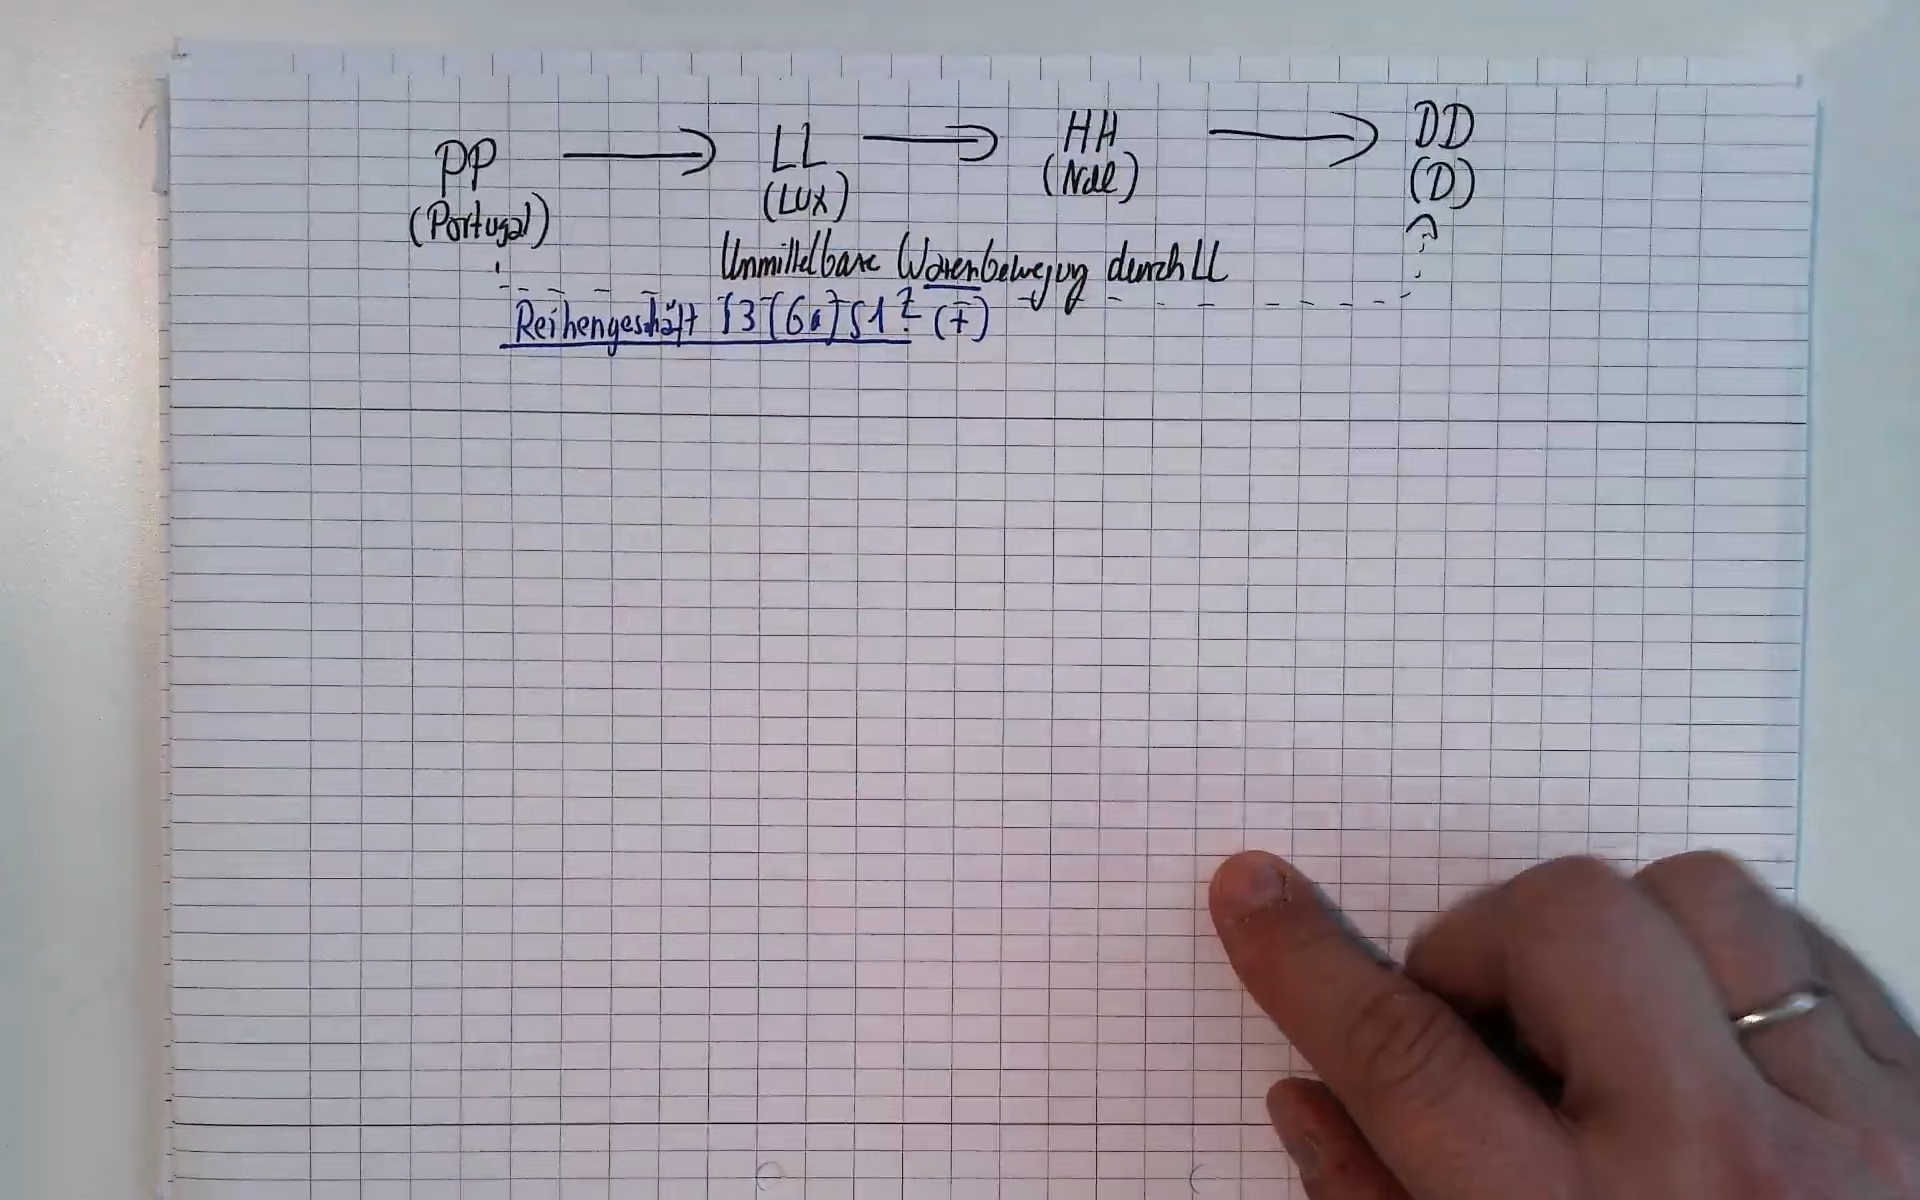 PP → LL → HH → DD
(Portugal) (LUX) (Ndl) (D)
Unmittelbare Warenbewegung durch LL
Reihengeschäft §3 (6a) S1? (+)